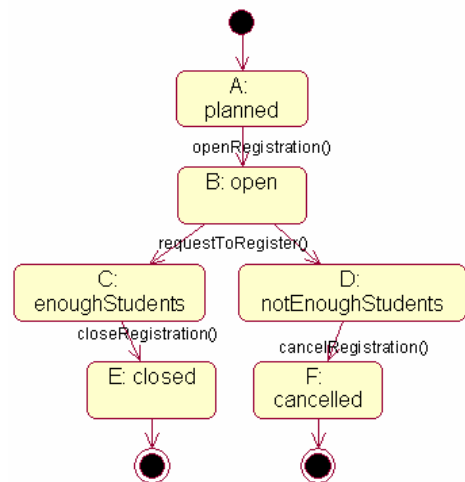 A:
planned
openRegistration()
B: open
requestToRegister()
C:
enoughStudents
D:
notEnoughStudents
closeRegistration()
cancelRegistration()
E: closed
F:
cancelled